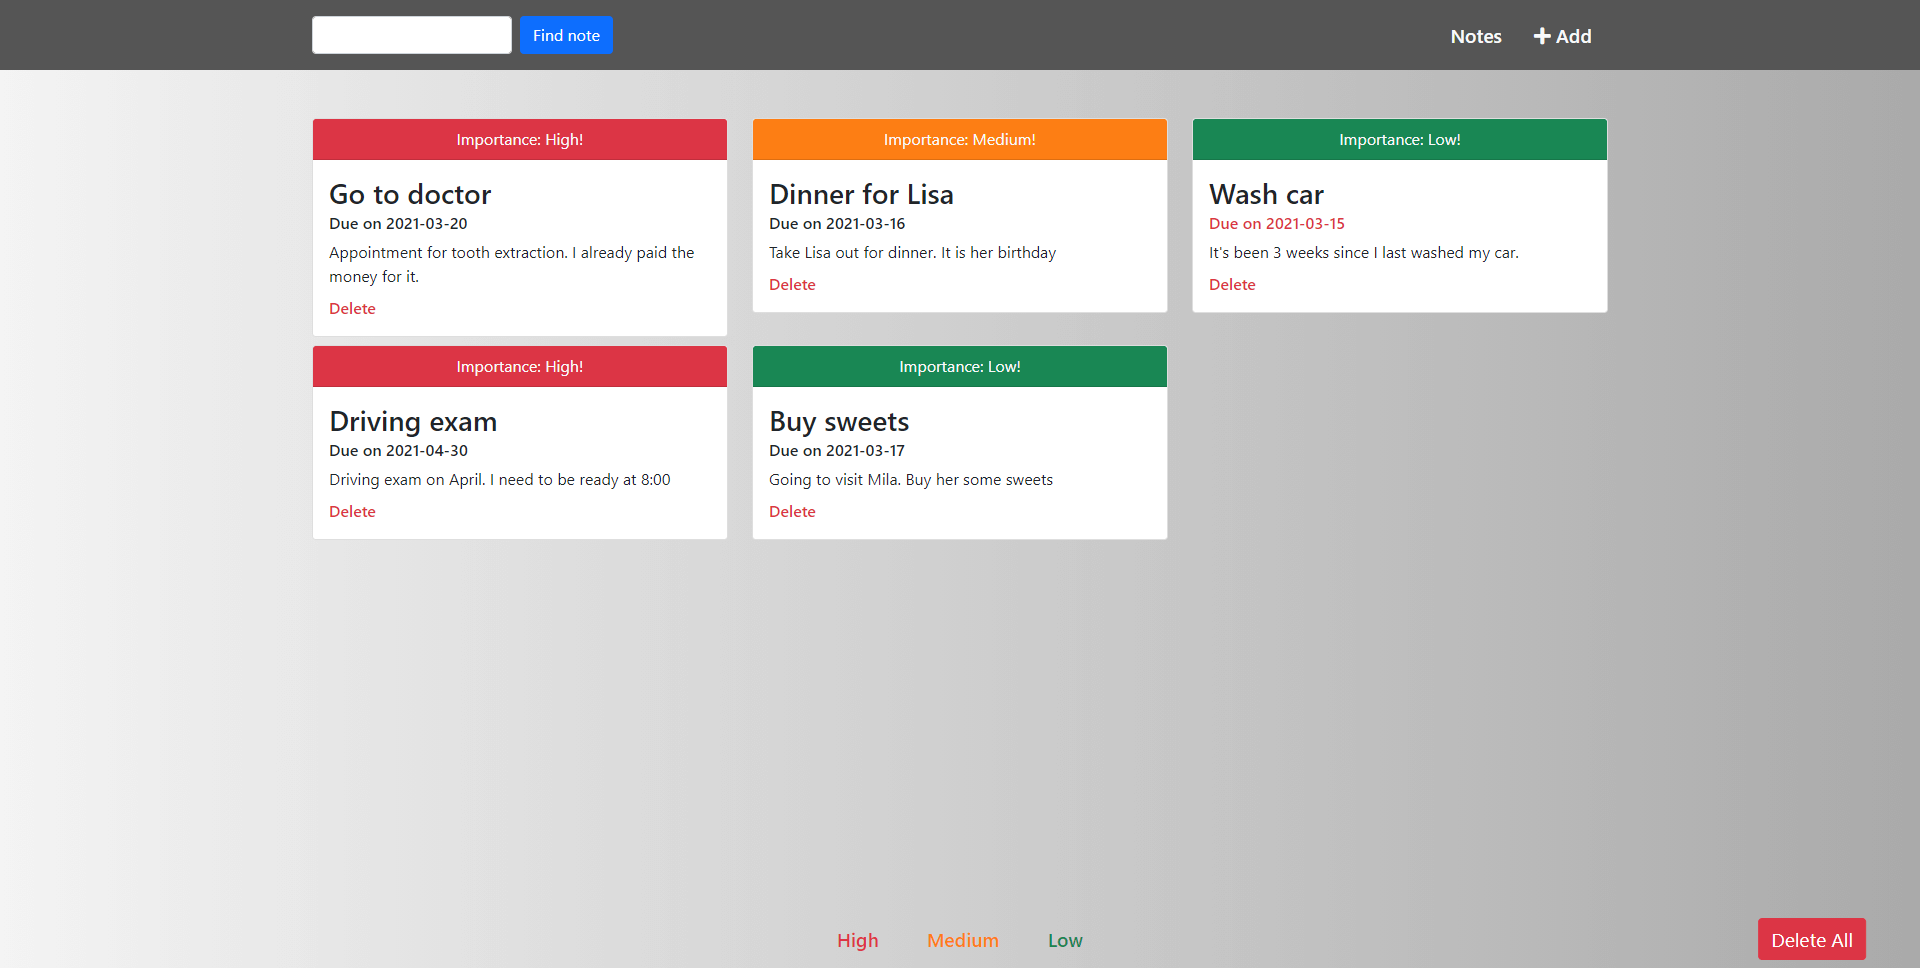 Find note
Notes
Add
Importance: High!
Go to doctor
Due on 2021-03-20
Appointment for tooth extraction. I already paid the
money for it.
Delete
Importance: Medium!
Dinner for Lisa
Due on 2021-03-16
Take Lisa out for dinner. It is her birthday
Delete
Importance: Low!
Wash car
Due on 2021-03-15
It's been 3 weeks since I last washed my car.
Delete
Importance: High!
Driving exam
Due on 2021-04-30
Driving exam on April. I need to be ready at 8:00
Delete
Importance: Low!
Buy sweets
Due on 2021-03-17
Going to visit Mila. Buy her some sweets
Delete
High
Medium
Low
Delete All